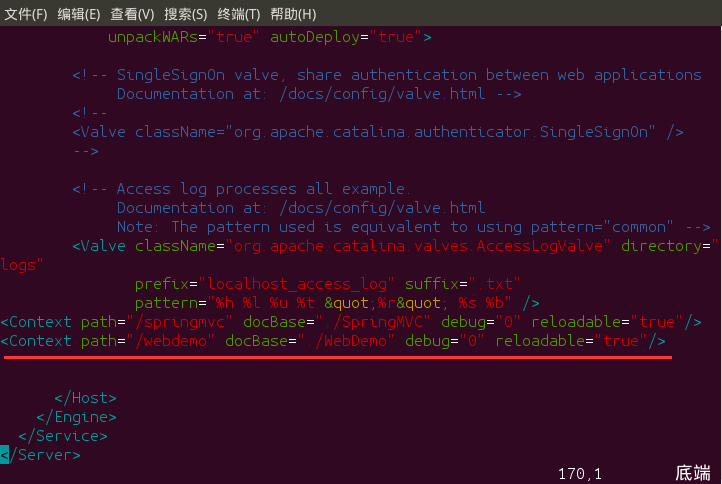 文件(F) 编辑(E) 查看(V) 搜索(S) 终端(T) 帮助(H)
unpackWARs="true" autoDeploy="true">
<!-- SingleSignOn valve, share authentication between web applications
Documentation at: /docs/config/valve.html -->
<!--
<Valve className="org.apache.catalina.authenticator.SingleSignOn" />
-->
<!-- Access log processes all example.
Documentation at: /docs/config/valve.html
Note: The pattern used is equivalent to using pattern="common" -->
<Valve className="org.apache.catalina.valves.AccessLogValve" directory="
logs"
prefix="localhost_access_log" suffix=".txt"
pattern="%h %l %u %t &quot;%r&quot; %s %b" />
<Context path="/springmvc" docBase="./SpringMVC" debug="0" reloadable="true"/>
<Context path="/webdemo" docBase="./WebDemo" debug="0" reloadable="true"/>
</Host>
</Engine>
</Service>
</Server>
170,1 底端